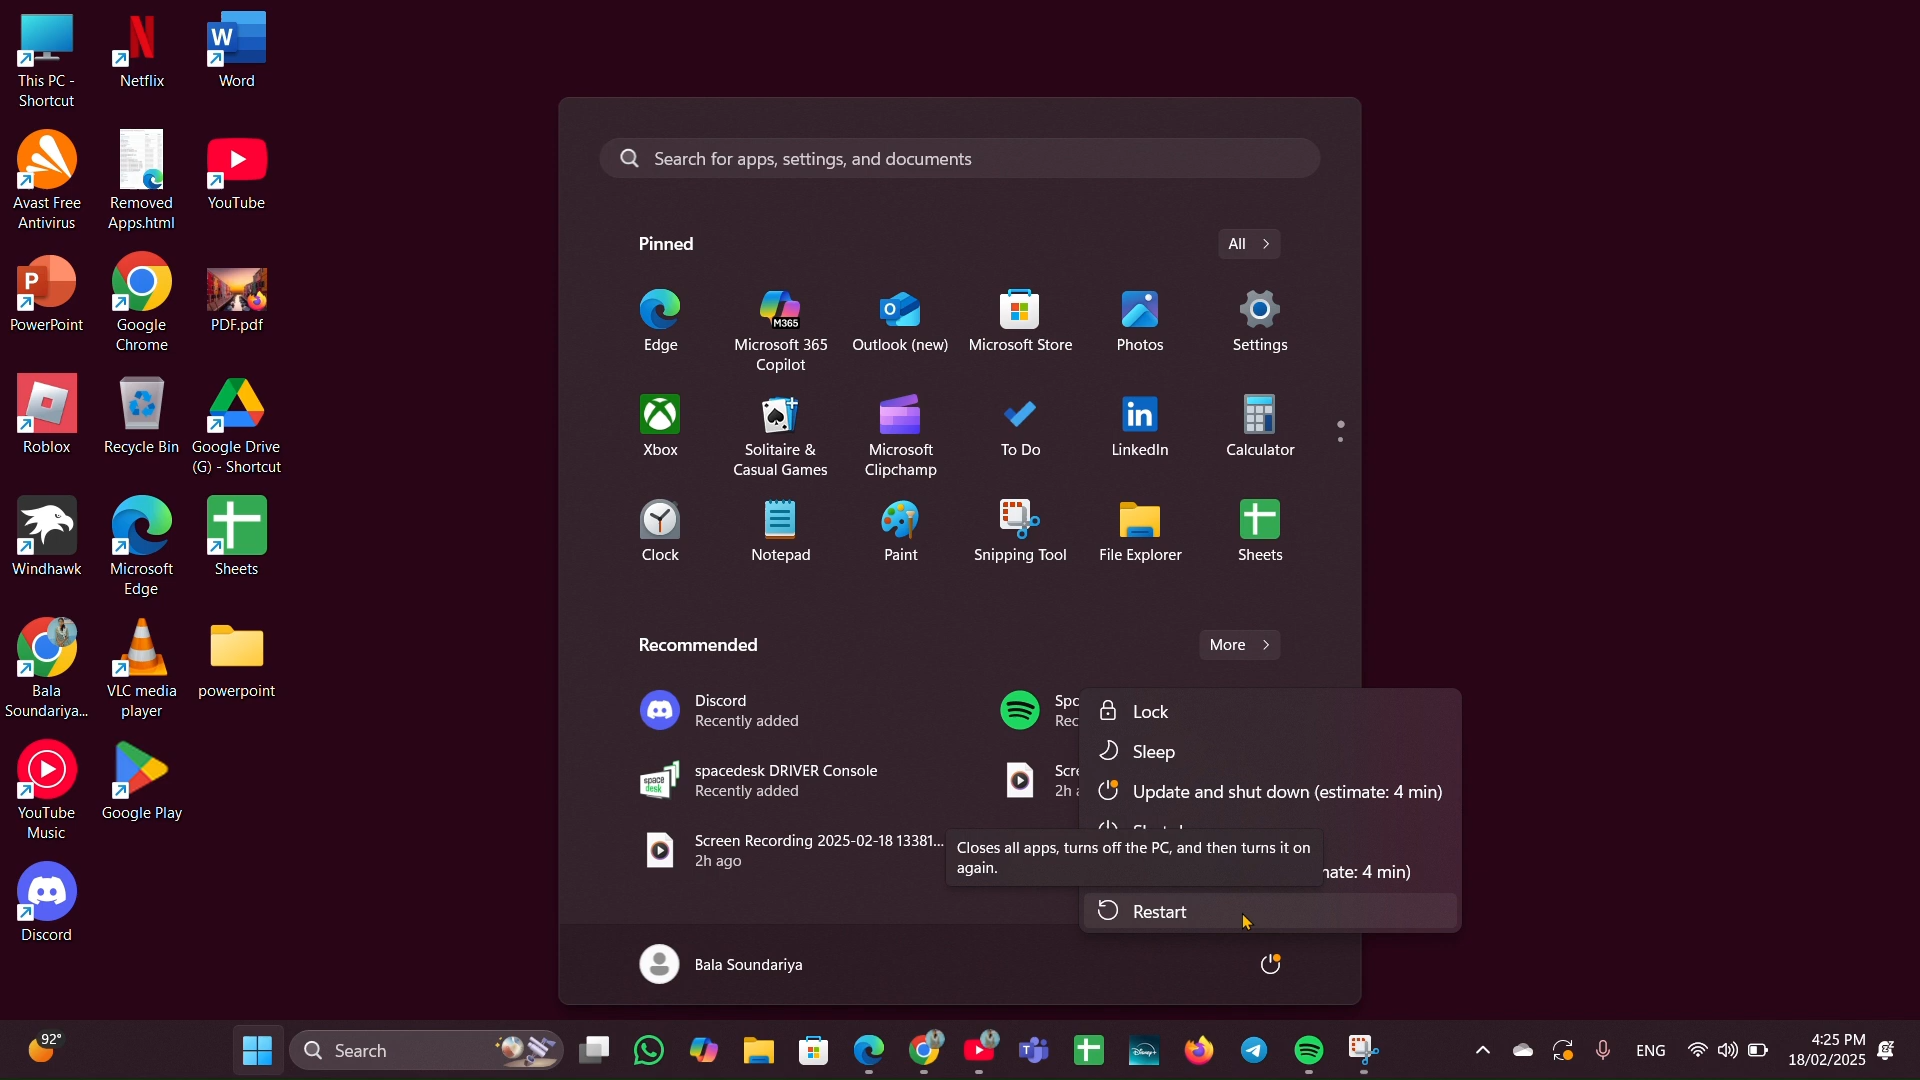 This PC -
Shortcut
Netflix
Word
Avast Free
Antivirus
Removed
Apps.html
YouTube
PowerPoint
Google
Chrome
PDF.pdf
Roblox
Recycle Bin
Google Drive
(G) - Shortcut
Windhawk
Microsoft
Edge
Sheets
Bala
Soundariya...
VLC media
player
powerpoint
YouTube
Music
Google Play
Discord
Search for apps, settings, and documents
Pinned
All
Edge
M365
Microsoft 365
Copilot
Outlook (new)
Microsoft Store
Photos
Settings
Xbox
Solitaire &
Casual Games
Microsoft
Clipchamp
To Do
LinkedIn
Calculator
Clock
Notepad
Paint
Snipping Tool
File Explorer
Sheets
Recommended
More
Discord
Recently added
space
desk
spacedesk DRIVER Console
Recently added
2h
Screen Recording 2025-02-18 13381...
2h ago
Lock
Sleep
Update and shut down (estimate: 4 min)
4 min)
Closes all apps, turns off the PC, and then turns it on
again.
Restart
Bala Soundariya
92°
Search
Disney+
ENG
4:25 PM
18/02/2025